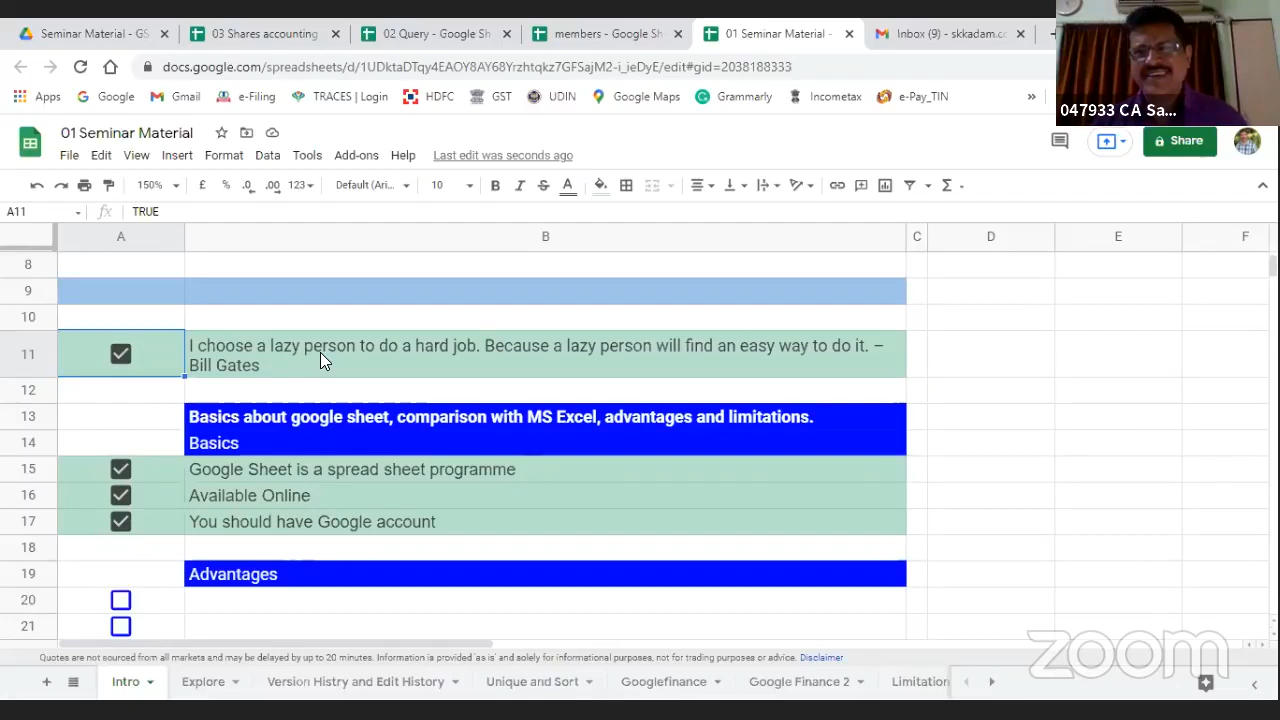 Seminar Material - GS
03 Shares accounting
02 Query - Google Sh
members - Google Sh
01 Seminar Material -
Inbox (9) - skkadam.co
docs.google.com/spreadsheets/d/1UDktaDTqy4EAOY8AY68Yrzhtqkz7GFSajM2-i_ieDyE/edit#gid=2038188333
Apps Google Gmail e-Filing TRACES | Login HDFC GST UDIN Google Maps Grammarly Incometax e-Pay_TIN »
047933 CA Sa...
01 Seminar Material
Share
File Edit View Insert Format Data Tools Add-ons Help Last edit was seconds ago
150% £ % .0 .00 123 Default (Ari... 10 B I S A Σ
A11 fx TRUE
A B C D E F
8
9
10
11 I choose a lazy person to do a hard job. Because a lazy person will find an easy way to do it. –
Bill Gates
12
13 Basics about google sheet, comparison with MS Excel, advantages and limitations.
14 Basics
15 Google Sheet is a spread sheet programme
16 Available Online
17 You should have Google account
18
19 Advantages
20
21
zoom
Quotes are not sourced from all markets and may be delayed by up to 20 minutes. Information is provided 'as is' and solely for informational purposes, not for trading purposes or advice. Disclaimer
Intro Explore Version Histry and Edit History Unique and Sort Googlefinance Google Finance 2 Limitation